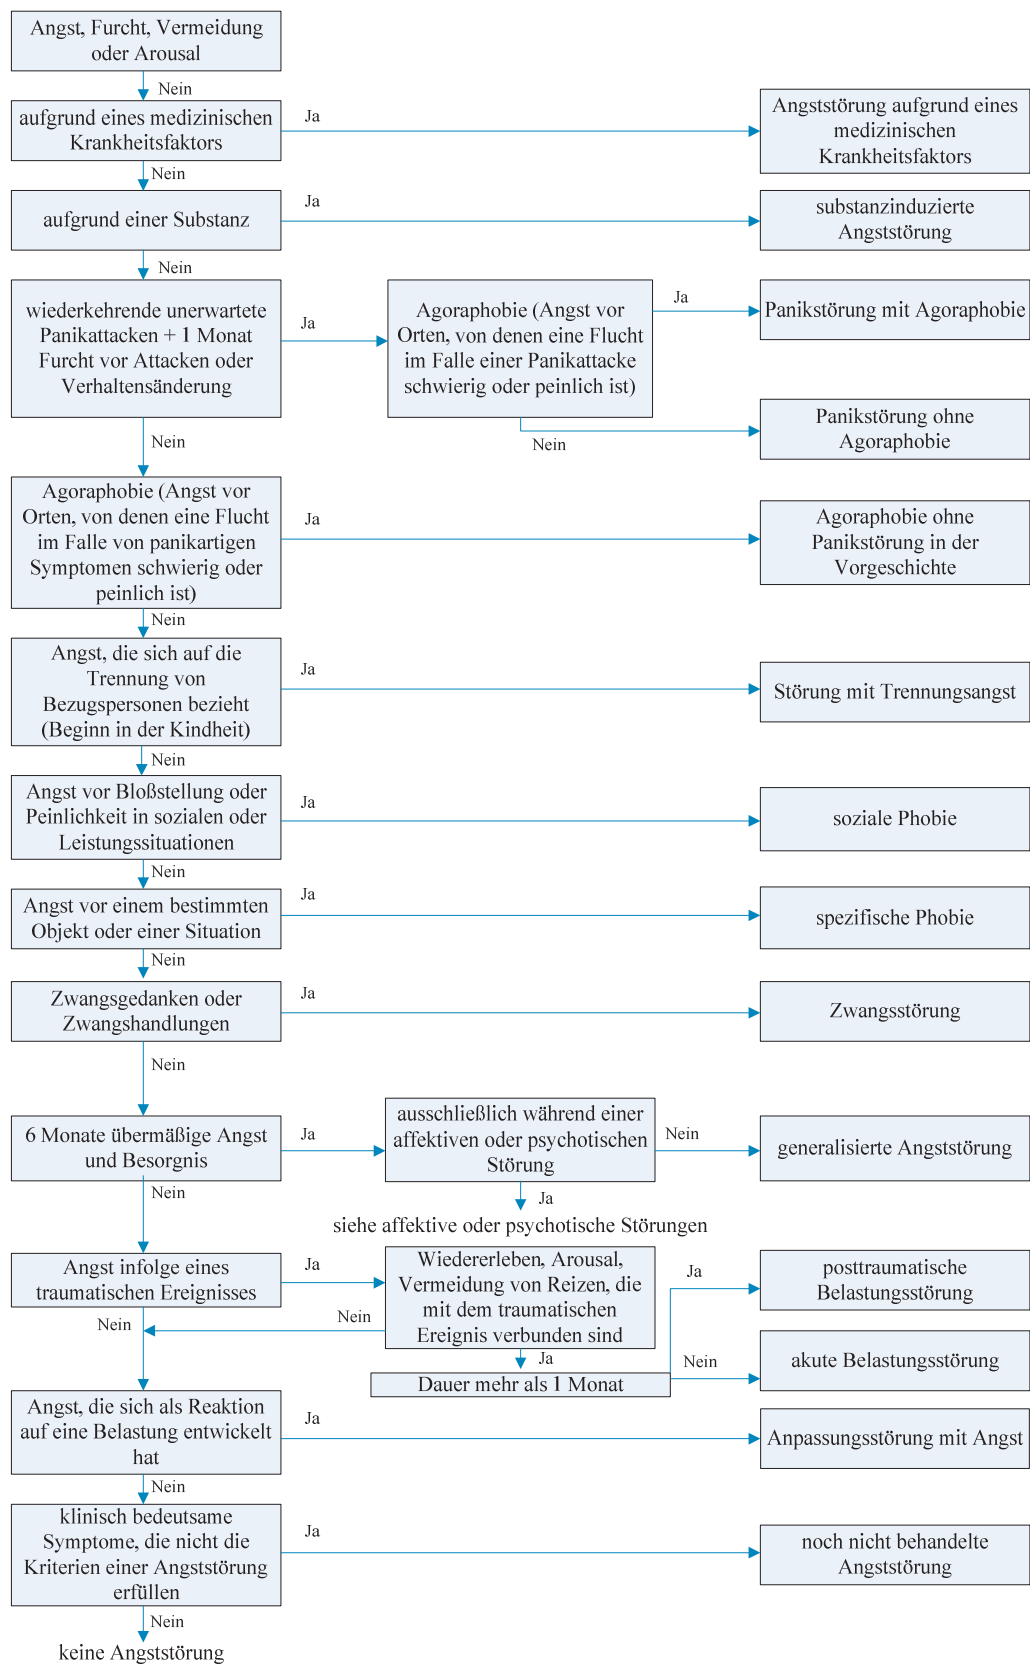 Angst, Furcht, Vermeidung
oder Arousal
Nein
aufgrund eines medizinischen
Krankheitsfaktors
Ja
Angststörung aufgrund eines
medizinischen
Krankheitsfaktors
Nein
aufgrund einer Substanz
Ja
substanzinduzierte
Angststörung
Nein
wiederkehrende unerwartete
Panikattacken + 1 Monat
Furcht vor Attacken oder
Verhaltensänderung
Ja
Agoraphobie (Angst vor
Orten, von denen eine Flucht
im Falle einer Panikattacke
schwierig oder peinlich ist)
Ja
Panikstörung mit Agoraphobie
Nein
Panikstörung ohne
Agoraphobie
Nein
Agoraphobie (Angst vor
Orten, von denen eine Flucht
im Falle von panikartigen
Symptomen schwierig oder
peinlich ist)
Ja
Agoraphobie ohne
Panikstörung in der
Vorgeschichte
Nein
Angst, die sich auf die
Trennung von
Bezugspersonen bezieht
(Beginn in der Kindheit)
Ja
Störung mit Trennungsangst
Nein
Angst vor Bloßstellung oder
Peinlichkeit in sozialen oder
Leistungssituationen
Ja
soziale Phobie
Nein
Angst vor einem bestimmten
Objekt oder einer Situation
Ja
spezifische Phobie
Nein
Zwangsgedanken oder
Zwangshandlungen
Ja
Zwangsstörung
Nein
6 Monate übermäßige Angst
und Besorgnis
Ja
ausschließlich während einer
affektiven oder psychotischen
Störung
Nein
generalisierte Angststörung
Ja
siehe affektive oder psychotische Störungen
Nein
Angst infolge eines
traumatischen Ereignisses
Ja
Wiedererleben, Arousal,
Vermeidung von Reizen, die
mit dem traumatischen
Ereignis verbunden sind
Nein
Ja
Dauer mehr als 1 Monat
Ja
posttraumatische
Belastungsstörung
Nein
akute Belastungsstörung
Nein
Angst, die sich als Reaktion
auf eine Belastung entwickelt
hat
Ja
Anpassungsstörung mit Angst
Nein
klinisch bedeutsame
Symptome, die nicht die
Kriterien einer Angststörung
erfüllen
Ja
noch nicht behandelte
Angststörung
Nein
keine Angststörung